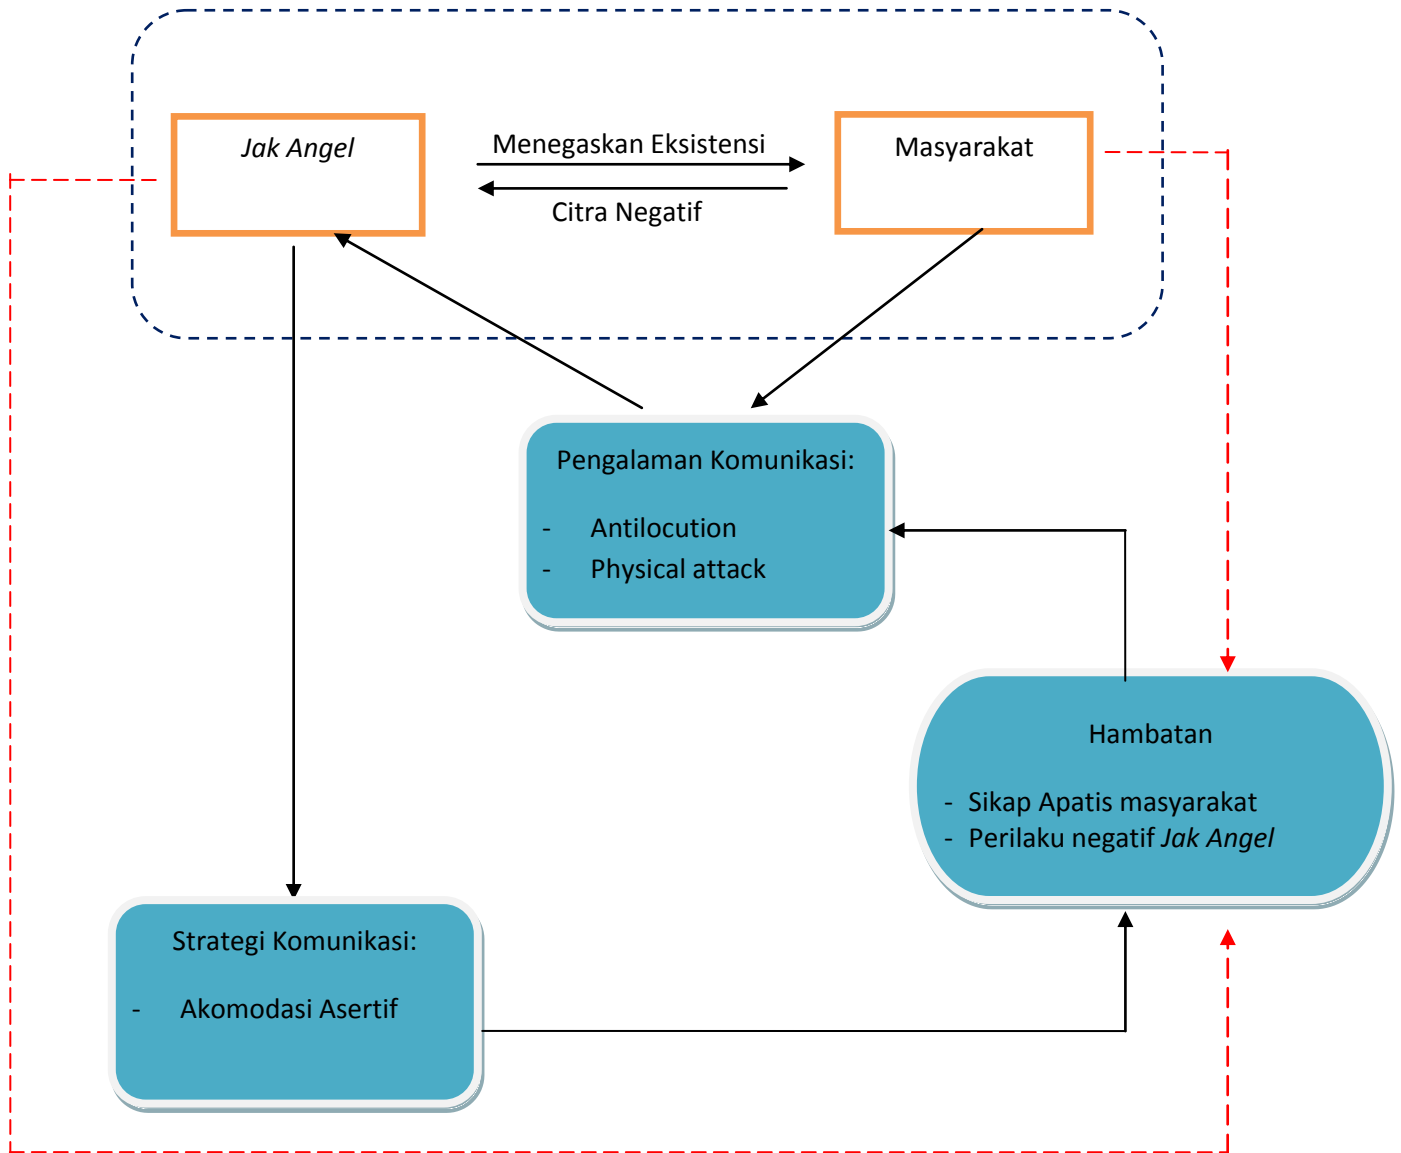 Jak Angel
Menegaskan Eksistensi
Masyarakat
Citra Negatif
Pengalaman Komunikasi:
- Antilocution
- Physical attack
Hambatan
- Sikap Apatis masyarakat
- Perilaku negatif Jak Angel
Strategi Komunikasi:
- Akomodasi Asertif